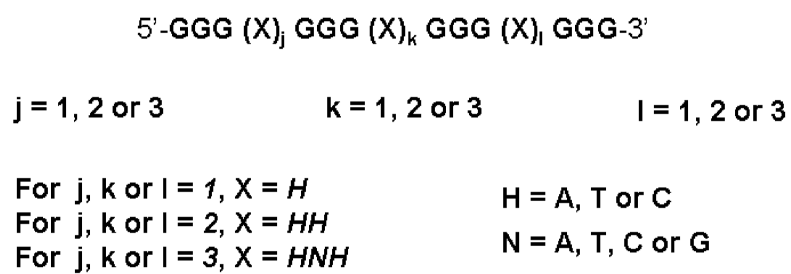 5’-GGG (X)j GGG (X)k GGG (X)l GGG-3’
j = 1, 2 or 3 k = 1, 2 or 3 l = 1, 2 or 3
For j, k or l = 1, X = H
For j, k or l = 2, X = HH
For j, k or l = 3, X = HNH
H = A, T or C
N = A, T, C or G